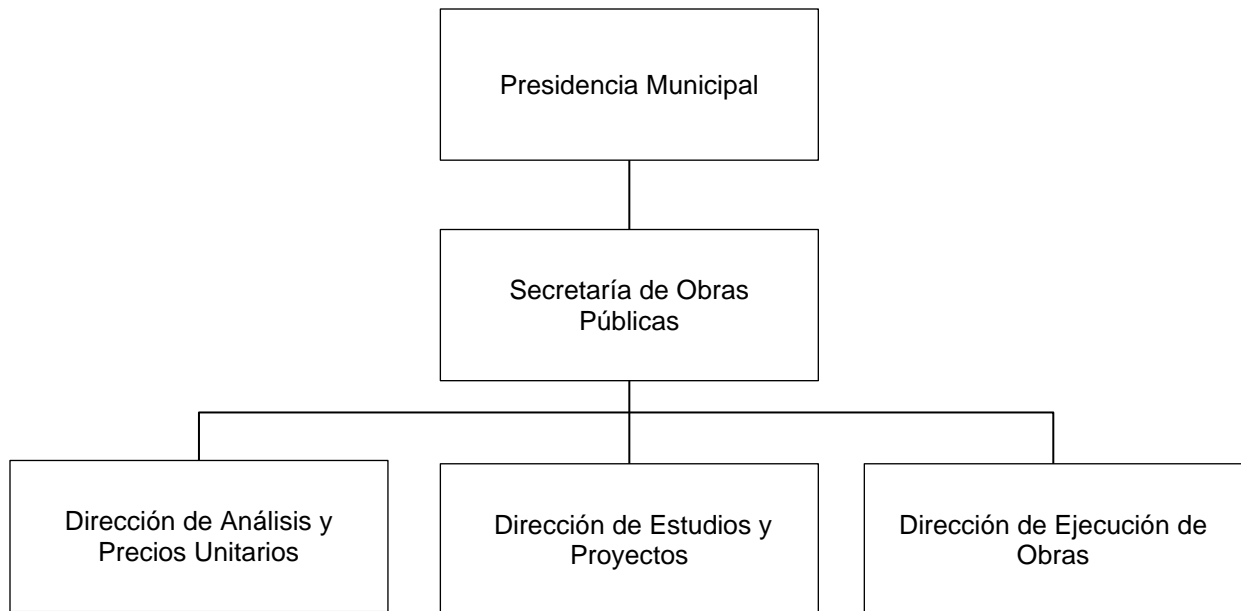 Presidencia Municipal
Secretaría de Obras
Públicas
Dirección de Análisis y
Precios Unitarios
Dirección de Estudios y
Proyectos
Dirección de Ejecución de
Obras